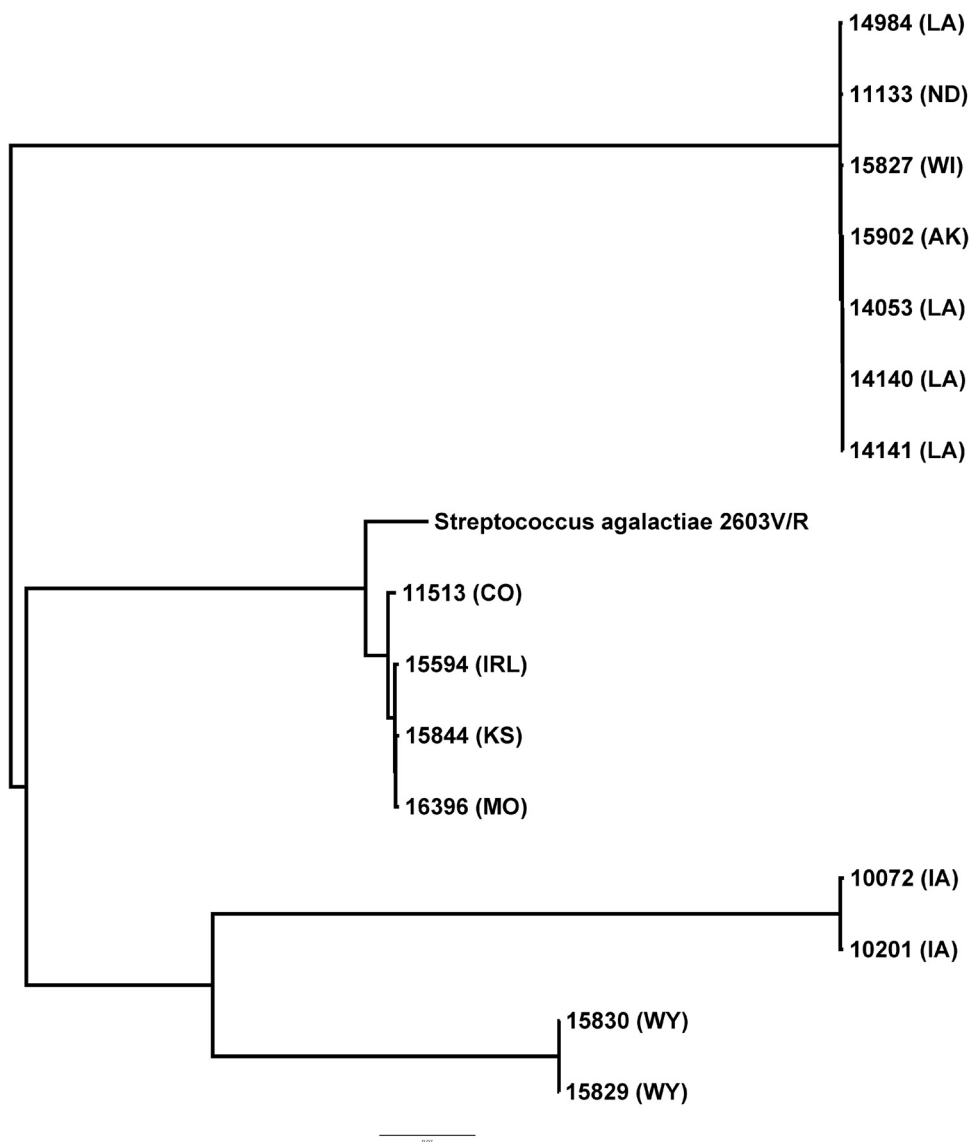 14984 (LA)
11133 (ND)
15827 (WI)
15902 (AK)
14053 (LA)
14140 (LA)
14141 (LA)
Streptococcus agalactiae 2603V/R
11513 (CO)
15594 (IRL)
15844 (KS)
16396 (MO)
10072 (IA)
10201 (IA)
15830 (WY)
15829 (WY)